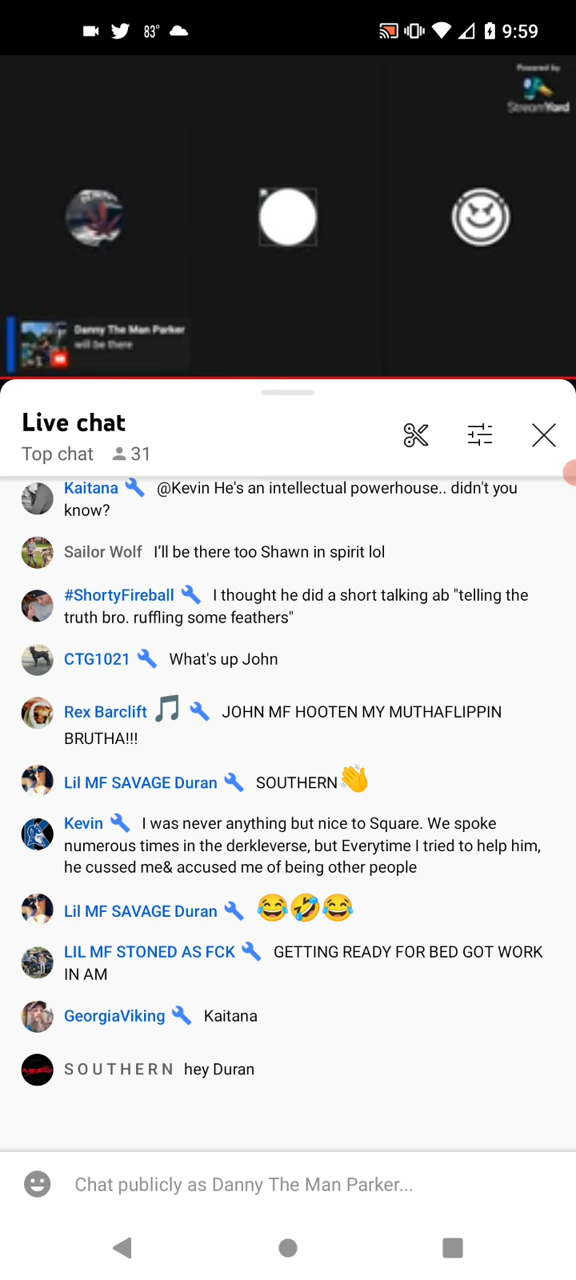 83°
9:59
Powered by
StreamYard
Danny The Man Parker
will be there
Live chat
Top chat 31
Kaitana @Kevin He's an intellectual powerhouse.. didn't you
know?
Sailor Wolf I'll be there too Shawn in spirit lol
#ShortyFireball I thought he did a short talking ab "telling the
truth bro. ruffling some feathers"
CTG1021 What's up John
Rex Barclift 🎵 JOHN MF HOOTEN MY MUTHAFLIPPIN
BRUTHA!!!
Lil MF SAVAGE Duran SOUTHERN👋
Kevin I was never anything but nice to Square. We spoke
numerous times in the derkleverse, but Everytime I tried to help him,
he cussed me& accused me of being other people
Lil MF SAVAGE Duran 😂🤣😂
LIL MF STONED AS FCK GETTING READY FOR BED GOT WORK
IN AM
GeorgiaViking Kaitana
S O U T H E R N hey Duran
Chat publicly as Danny The Man Parker...